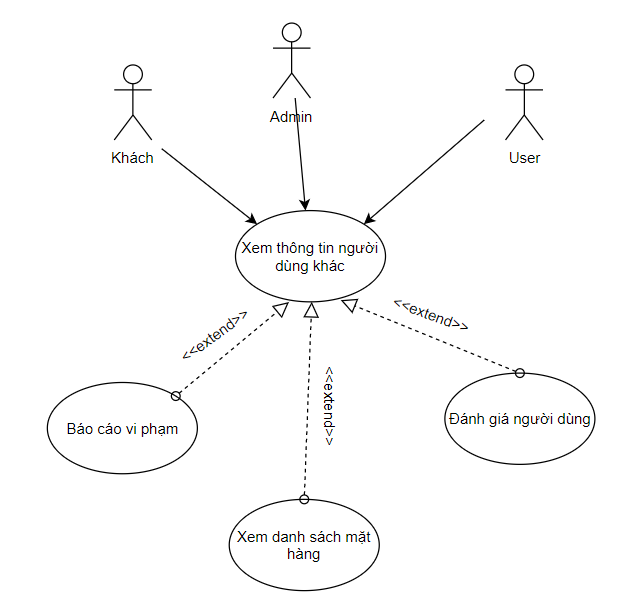 Admin
Khách
User
Xem thông tin người
dùng khác
<<extend>>
<<extend>>
<<extend>>
Báo cáo vi phạm
Đánh giá người dùng
Xem danh sách mặt
hàng